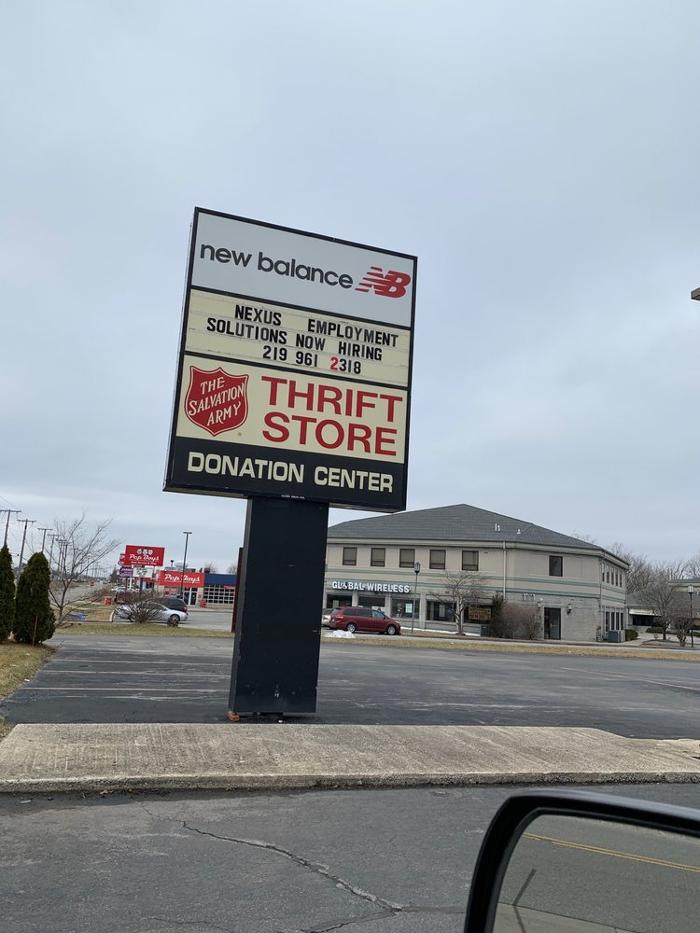 new balance NB
NEXUS EMPLOYMENT
SOLUTIONS NOW HIRING
219 961 2318
THE
SALVATION
ARMY
THRIFT
STORE
DONATION CENTER
Pep Boys
Pep Boys
GLOBAL WIRELESS